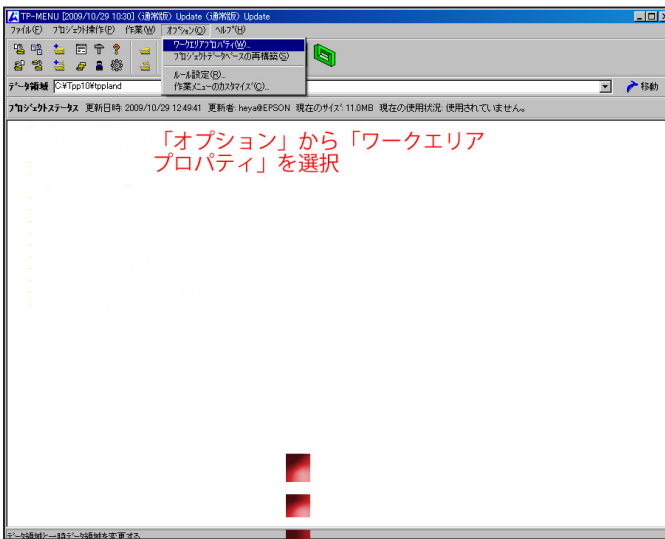 TP-MENU [2009/10/29 10:30] (通常版) Update (通常版) Update
ファイル(F) プロジェクト操作(P) 作業(W) オプション(O) ヘルプ(H)
ワークエリアプロパティ(W)...
プロジェクトデータベースの再構築(S)
ルール設定(R)...
作業メニューのカスタマイズ(C)...
データ領域 C:¥Tpp10¥tppland 移動
プロジェクトステータス 更新日時: 2009/10/29 12:49:41 更新者: heya@EPSON 現在のサイズ: 11.0MB 現在の使用状況: 使用されていません。
「オプション」から「ワークエリア
プロパティ」を選択
データ領域と一時データ領域を変更する